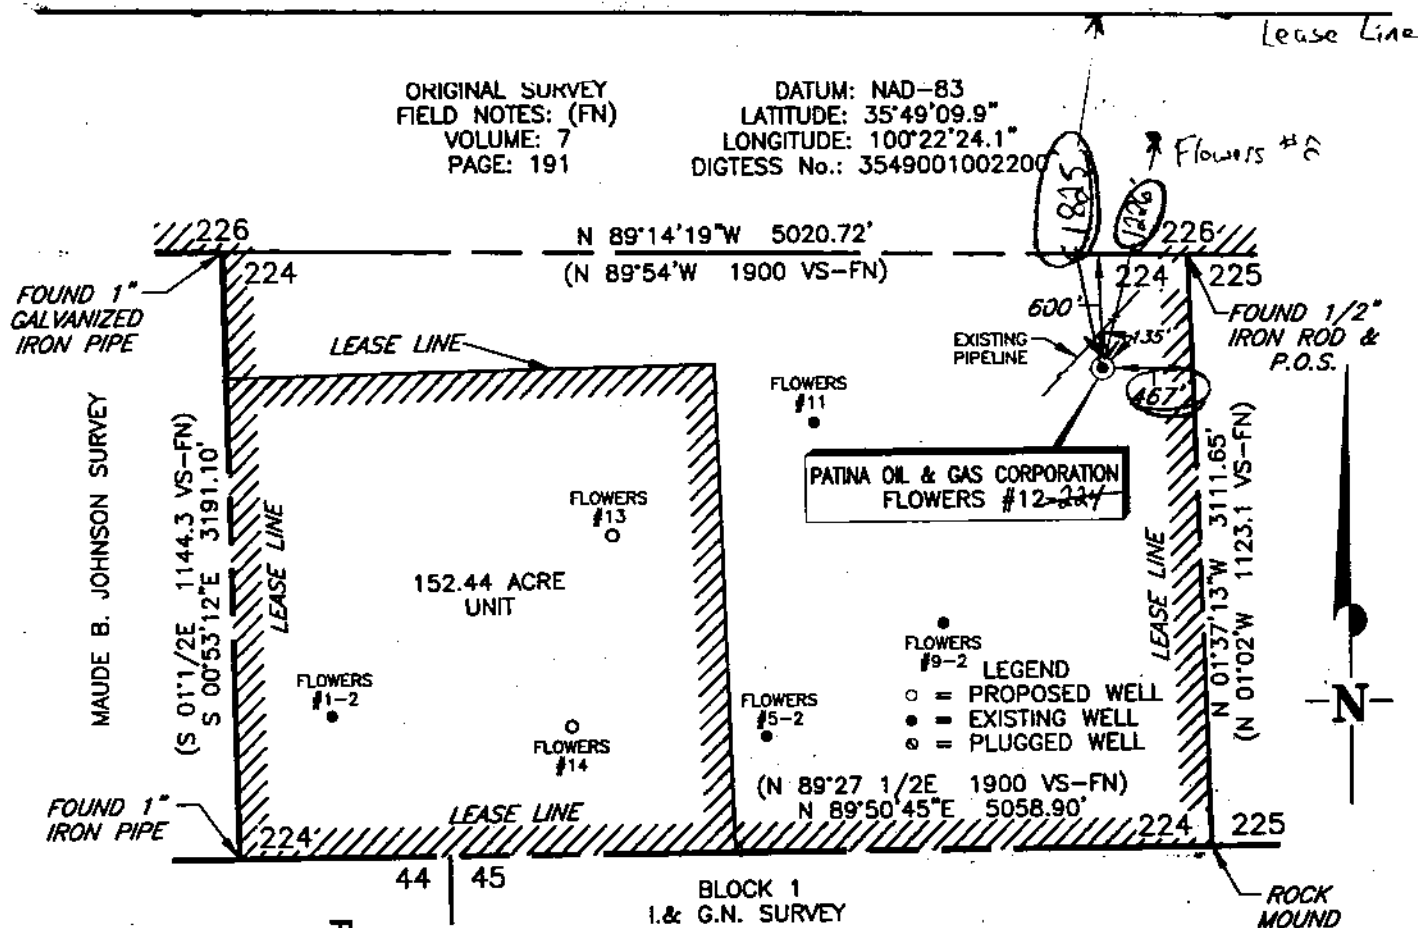 Lease Line
ORIGINAL SURVEY
FIELD NOTES: (FN)
VOLUME: 7
PAGE: 191
DATUM: NAD-83
LATITUDE: 35°49'09.9"
LONGITUDE: 100°22'24.1"
DIGTESS No.: 3549001002200
1825
1226'
Flowers #
226
N 89°14'19"W 5020.72'
226
224
(N 89°54'W 1900 VS-FN)
224
225
FOUND 1"
GALVANIZED
IRON PIPE
600'
FOUND 1/2"
IRON ROD &
P.O.S.
LEASE LINE
EXISTING
PIPELINE
135'
467'
FLOWERS
#11
PATINA OIL & GAS CORPORATION
FLOWERS #12-224
MAUDE B. JOHNSON SURVEY
(S 01°1/2E 1144.3 VS-FN)
S 00°53'12"E 3191.10'
LEASE LINE
FLOWERS
#13
152.44 ACRE
UNIT
LEASE LINE
N 01°37'13"W 3111.65'
(N 01°02'W 1123.1 VS-FN)
FLOWERS
#9-2
FLOWERS
#1-2
FLOWERS
#14
FLOWERS
#5-2
LEGEND
○ = PROPOSED WELL
● = EXISTING WELL
⦸ = PLUGGED WELL
N
(N 89°27 1/2E 1900 VS-FN)
N 89°50'45"E 5058.90'
FOUND 1"
IRON PIPE
LEASE LINE
224
224
225
44
45
BLOCK 1
I.& G.N. SURVEY
ROCK
MOUND